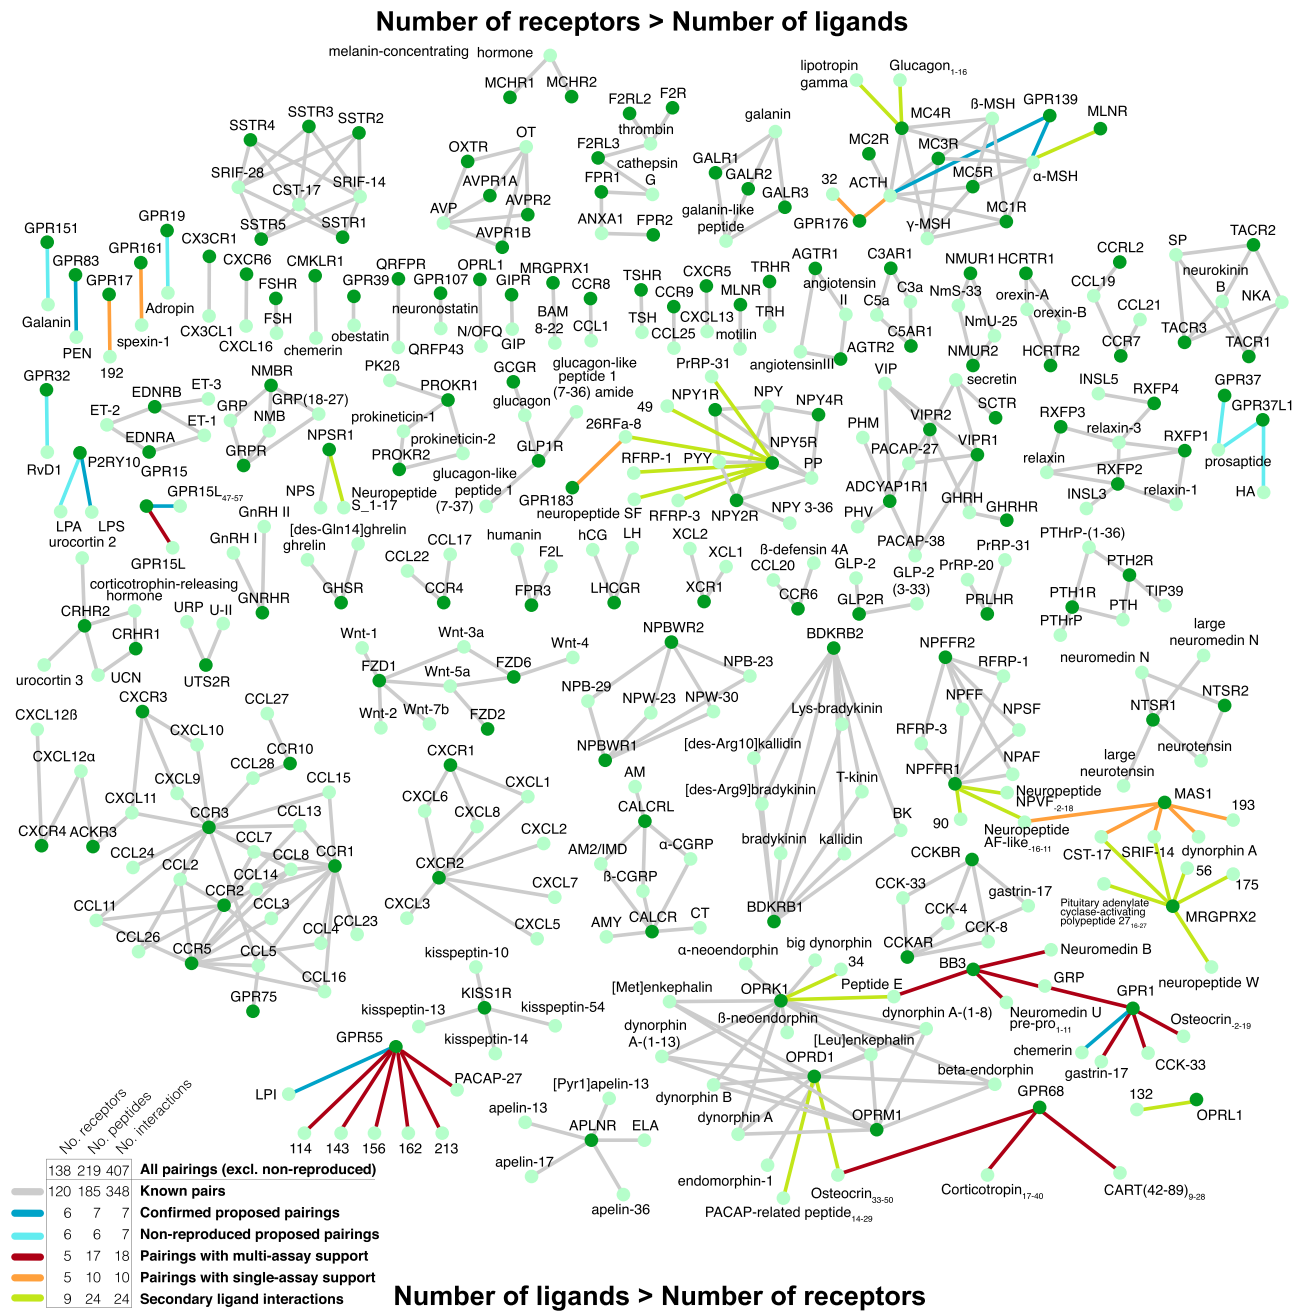 Number of receptors > Number of ligands
melanin-concentrating hormone
MCHR1
MCHR2
SSTR4
SSTR3
SSTR2
SRIF-28
CST-17
SRIF-14
SSTR5
SSTR1
OT
OXTR
AVPR1A
AVPR2
AVP
AVPR1B
F2RL2
F2R
thrombin
F2RL3
cathepsin
G
FPR1
ANXA1
FPR2
galanin
GALR1
GALR2
GALR3
galanin-like
peptide
lipotropin
gamma
Glucagon1-16
MC4R
ß-MSH
GPR139
MLNR
MC2R
MC3R
MC5R
α-MSH
32
ACTH
GPR176
γ-MSH
MC1R
GPR151
GPR19
GPR83
GPR161
GPR17
Galanin
Adropin
PEN
spexin-1
192
CX3CR1
CX3CL1
CXCR6
CXCL16
FSHR
FSH
CMKLR1
chemerin
GPR39
obestatin
QRFPR
QRFP43
GPR107
neuronostatin
OPRL1
N/OFQ
GIPR
GIP
MRGPRX1
BAM
8-22
CCR8
CCL1
TSHR
TSH
CCR9
CCL25
CXCR5
CXCL13
MLNR
motilin
TRHR
TRH
AGTR1
angiotensin
II
AGTR2
angiotensinIII
C3AR1
C3a
C5a
C5AR1
NMUR1
NmS-33
NmU-25
NMUR2
HCRTR1
orexin-A
orexin-B
HCRTR2
CCRL2
CCL19
CCL21
CCR7
SP
TACR2
neurokinin
B
NKA
TACR3
TACR1
GPR32
RvD1
EDNRB
ET-3
ET-2
ET-1
EDNRA
NMBR
GRP
GRP(18-27)
NMB
GRPR
PK2ß
PROKR1
prokineticin-1
prokineticin-2
PROKR2
GCGR
glucagon
glucagon-like
peptide 1
(7-36) amide
GLP1R
glucagon-like
peptide 1
(7-37)
P2RY10
LPA
LPS
GPR15
GPR15L47-57
GPR15L
NPSR1
NPS
Neuropeptide
S_1-17
PrRP-31
49
26RFa-8
RFRP-1
GPR183
neuropeptide SF
RFRP-3
NPY1R
NPY
NPY4R
NPY5R
PYY
PP
NPY2R
NPY 3-36
VIP
secretin
SCTR
VIPR2
PHM
PACAP-27
VIPR1
ADCYAP1R1
GHRH
GHRHR
PHV
PACAP-38
INSL5
RXFP4
RXFP3
relaxin-3
RXFP1
relaxin
RXFP2
INSL3
relaxin-1
GPR37
GPR37L1
prosaptide
HA
urocortin 2
corticotrophin-releasing
hormone
CRHR2
CRHR1
urocortin 3
UCN
GnRH II
GnRH I
GNRHR
URP
U-II
UTS2R
[des-Gln14]ghrelin
ghrelin
GHSR
CCL22
CCL17
CCR4
humanin
F2L
FPR3
hCG
LH
LHCGR
XCL2
XCL1
XCR1
ß-defensin 4A
CCL20
CCR6
GLP-2
GLP2R
GLP-2
(3-33)
PrRP-31
PrRP-20
PRLHR
PTHrP-(1-36)
PTH2R
PTH1R
TIP39
PTHrP
PTH
Wnt-1
Wnt-3a
Wnt-4
FZD1
Wnt-5a
FZD6
Wnt-2
Wnt-7b
FZD2
NPBWR2
NPB-23
NPB-29
NPW-23
NPW-30
NPBWR1
BDKRB2
Lys-bradykinin
[des-Arg10]kallidin
T-kinin
[des-Arg9]bradykinin
BK
bradykinin
kallidin
BDKRB1
NPFFR2
RFRP-1
NPFF
NPSF
RFRP-3
NPAF
NPFFR1
Neuropeptide
NPVF-2-18
90
Neuropeptide
AF-like-16-11
large
neuromedin N
neuromedin N
NTSR2
NTSR1
neurotensin
large
neurotensin
MAS1
193
CST-17
SRIF-14
dynorphin A
56
175
Pituitary adenylate
cyclase-activating
polypeptide 2716-27
MRGPRX2
neuropeptide W
CXCL12ß
CXCL12α
CXCR4
ACKR3
CXCR3
CXCL10
CXCL9
CXCL11
CCL27
CCR10
CCL28
CCL15
CCR3
CCL13
CCL7
CCL24
CCL2
CCL8
CCR1
CCL14
CCR2
CCL11
CCL3
CCL23
CCL4
CCL26
CCR5
CCL5
CCL16
GPR75
CXCR1
CXCL1
CXCL6
CXCL8
CXCL2
CXCR2
CXCL7
CXCL3
CXCL5
AM
CALCRL
AM2/IMD
α-CGRP
ß-CGRP
AMY
CALCR
CT
CCKBR
CCK-33
gastrin-17
CCK-4
CCK-8
CCKAR
kisspeptin-10
kisspeptin-13
KISS1R
kisspeptin-54
kisspeptin-14
α-neoendorphin
big dynorphin
34
[Met]enkephalin
OPRK1
Peptide E
ß-neoendorphin
dynorphin A-(1-8)
dynorphin
A-(1-13)
[Leu]enkephalin
OPRD1
dynorphin B
beta-endorphin
dynorphin A
OPRM1
endomorphin-1
PACAP-related peptide14-29
Osteocrin33-50
BB3
Neuromedin B
GRP
Neuromedin U
pre-pro1-11
GPR1
Osteocrin-2-19
chemerin
gastrin-17
CCK-33
GPR68
Corticotropin17-40
CART(42-89)9-28
132
OPRL1
GPR55
LPI
PACAP-27
114 143 156 162 213
[Pyr1]apelin-13
apelin-13
APLNR
ELA
apelin-17
apelin-36
No. receptors
No. peptides
No. interactions
138 219 407 All pairings (excl. non-reproduced)
120 185 348 Known pairs
6 7 7 Confirmed proposed pairings
6 6 7 Non-reproduced proposed pairings
5 17 18 Pairings with multi-assay support
5 10 10 Pairings with single-assay support
9 24 24 Secondary ligand interactions
Number of ligands > Number of receptors